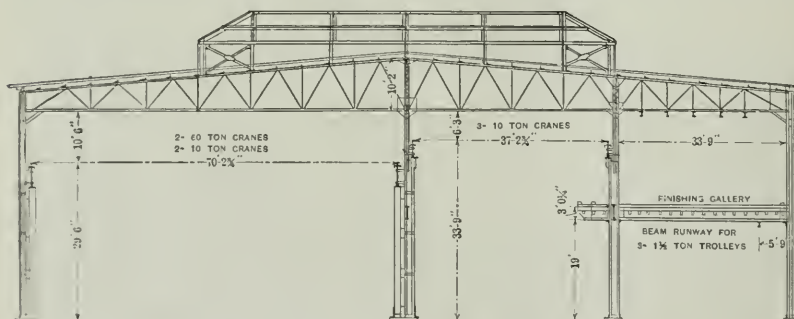 10'-2"
10'6"
2- 60 TON CRANES
2- 10 TON CRANES
70'-2¾"
6'-3"
3- 10 TON CRANES
37'-2¾"
33'-9"
29'6"
33'-9"
FINISHING GALLERY
3'0¼"
BEAM RUNWAY FOR
3- 1½ TON TROLLEYS
5'9
19'